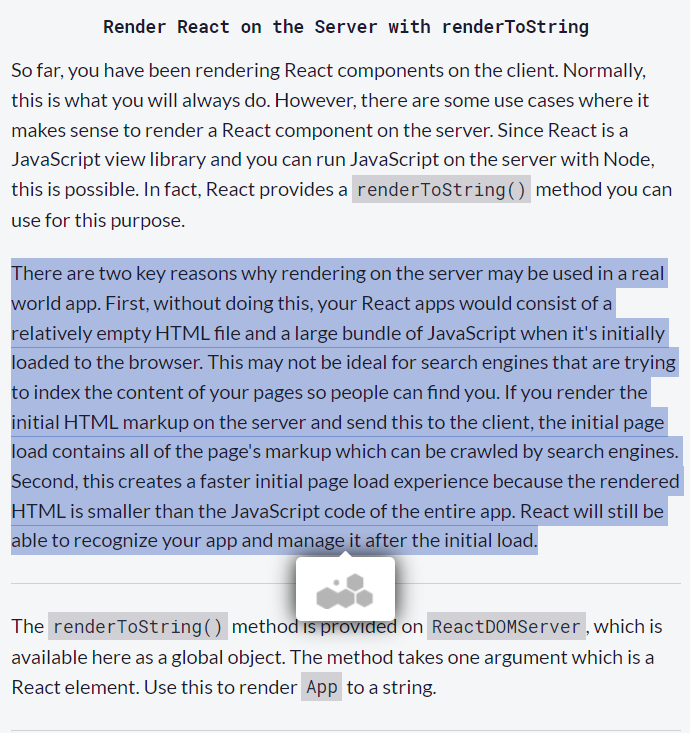 Render React on the Server with renderToString
So far, you have been rendering React components on the client. Normally,
this is what you will always do. However, there are some use cases where it
makes sense to render a React component on the server. Since React is a
JavaScript view library and you can run JavaScript on the server with Node,
this is possible. In fact, React provides a renderToString() method you can
use for this purpose.
There are two key reasons why rendering on the server may be used in a real
world app. First, without doing this, your React apps would consist of a
relatively empty HTML file and a large bundle of JavaScript when it's initially
loaded to the browser. This may not be ideal for search engines that are trying
to index the content of your pages so people can find you. If you render the
initial HTML markup on the server and send this to the client, the initial page
load contains all of the page's markup which can be crawled by search engines.
Second, this creates a faster initial page load experience because the rendered
HTML is smaller than the JavaScript code of the entire app. React will still be
able to recognize your app and manage it after the initial load.
The renderToString() method is provided on ReactDOMServer, which is
available here as a global object. The method takes one argument which is a
React element. Use this to render App to a string.